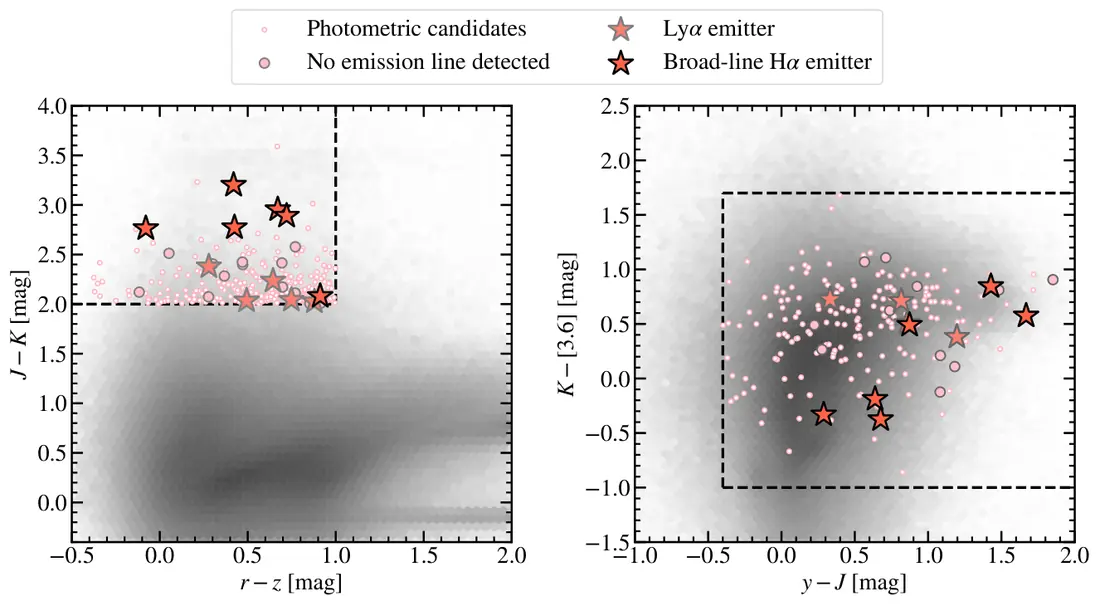 Photometric candidates
No emission line detected
Lyα emitter
Broad-line Hα emitter
4.0
3.5
3.0
2.5
2.0
1.5
1.0
0.5
0.0
J − K [mag]
−0.5 0.0 0.5 1.0 1.5 2.0
r − z [mag]
2.5
2.0
1.5
1.0
0.5
0.0
−0.5
−1.0
−1.5
K − [3.6] [mag]
−1.0 −0.5 0.0 0.5 1.0 1.5 2.0
y − J [mag]